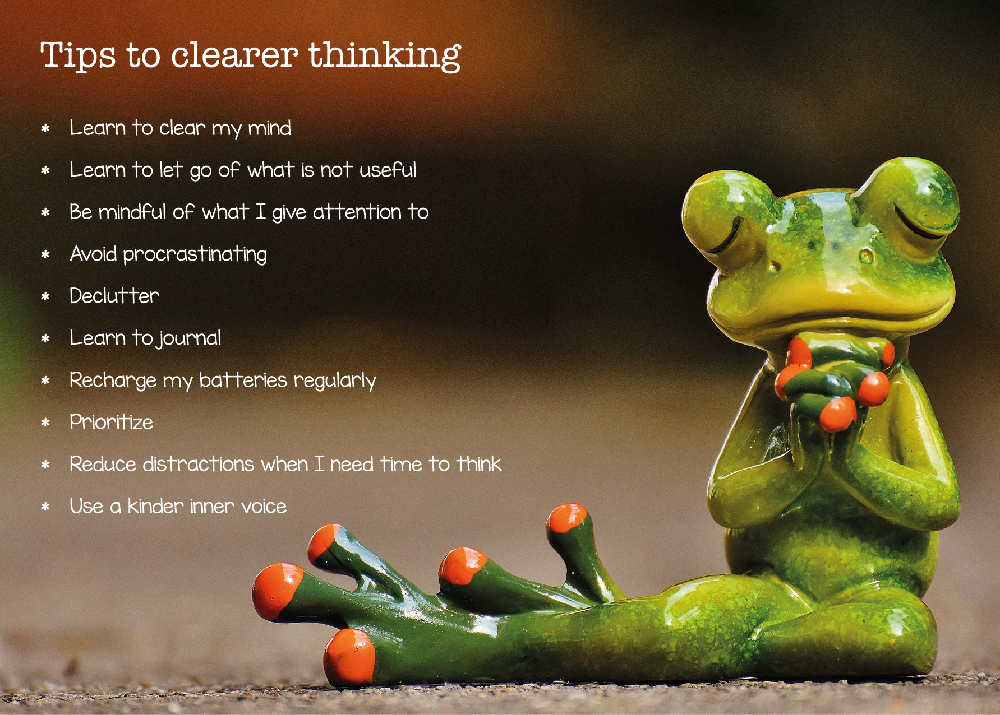 Tips to clearer thinking
* Learn to clear my mind
* Learn to let go of what is not useful
* Be mindful of what I give attention to
* Avoid procrastinating
* Declutter
* Learn to journal
* Recharge my batteries regularly
* Prioritize
* Reduce distractions when I need time to think
* Use a kinder inner voice